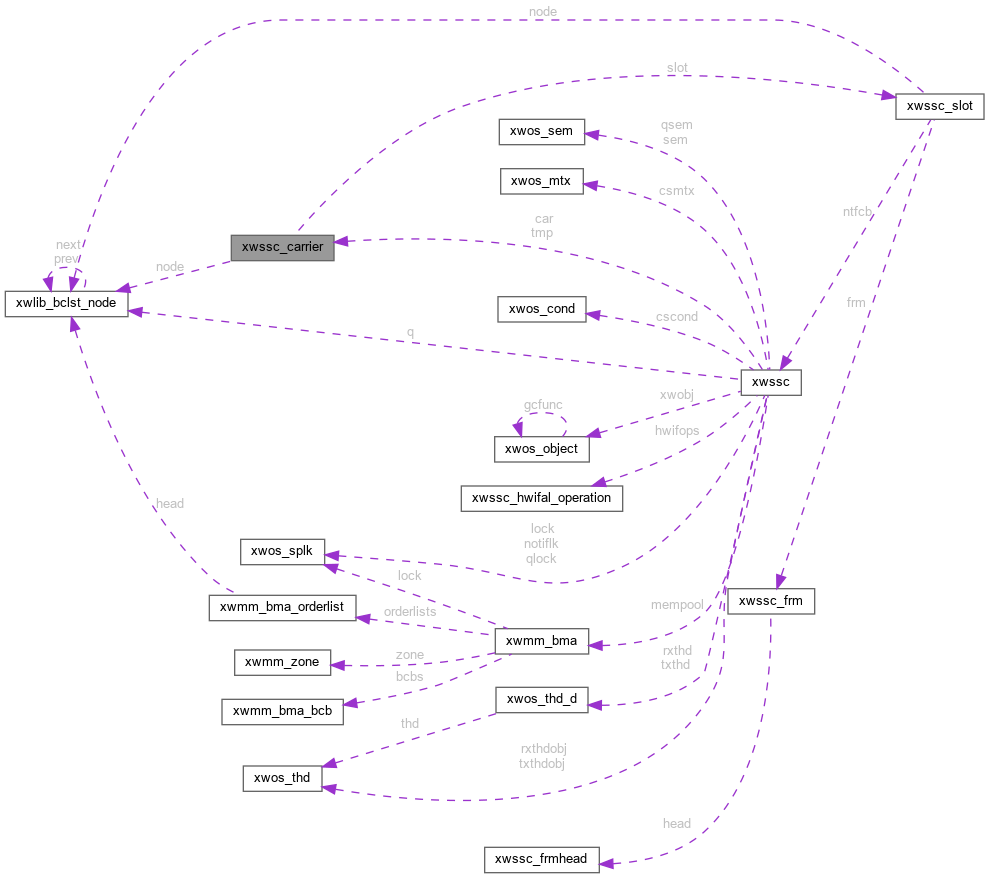 node
slot
xwssc_slot
qsem
sem
xwos_sem
csmtx
xwos_mtx
ntfcb
car
tmp
xwssc_carrier
next
prev
node
xwlib_bclst_node
frm
xwos_cond
cscond
q
xwssc
xwobj
gcfunc
hwifops
xwos_object
xwssc_hwifal_operation
head
lock
notiflk
qlock
xwos_splk
lock
xwssc_frm
mempool
xwmm_bma_orderlist
orderlists
xwmm_bma
rxthd
txthd
zone
xwmm_zone
bcbs
xwos_thd_d
xwmm_bma_bcb
thd
rxthdobj
txthdobj
xwos_thd
head
xwssc_frmhead